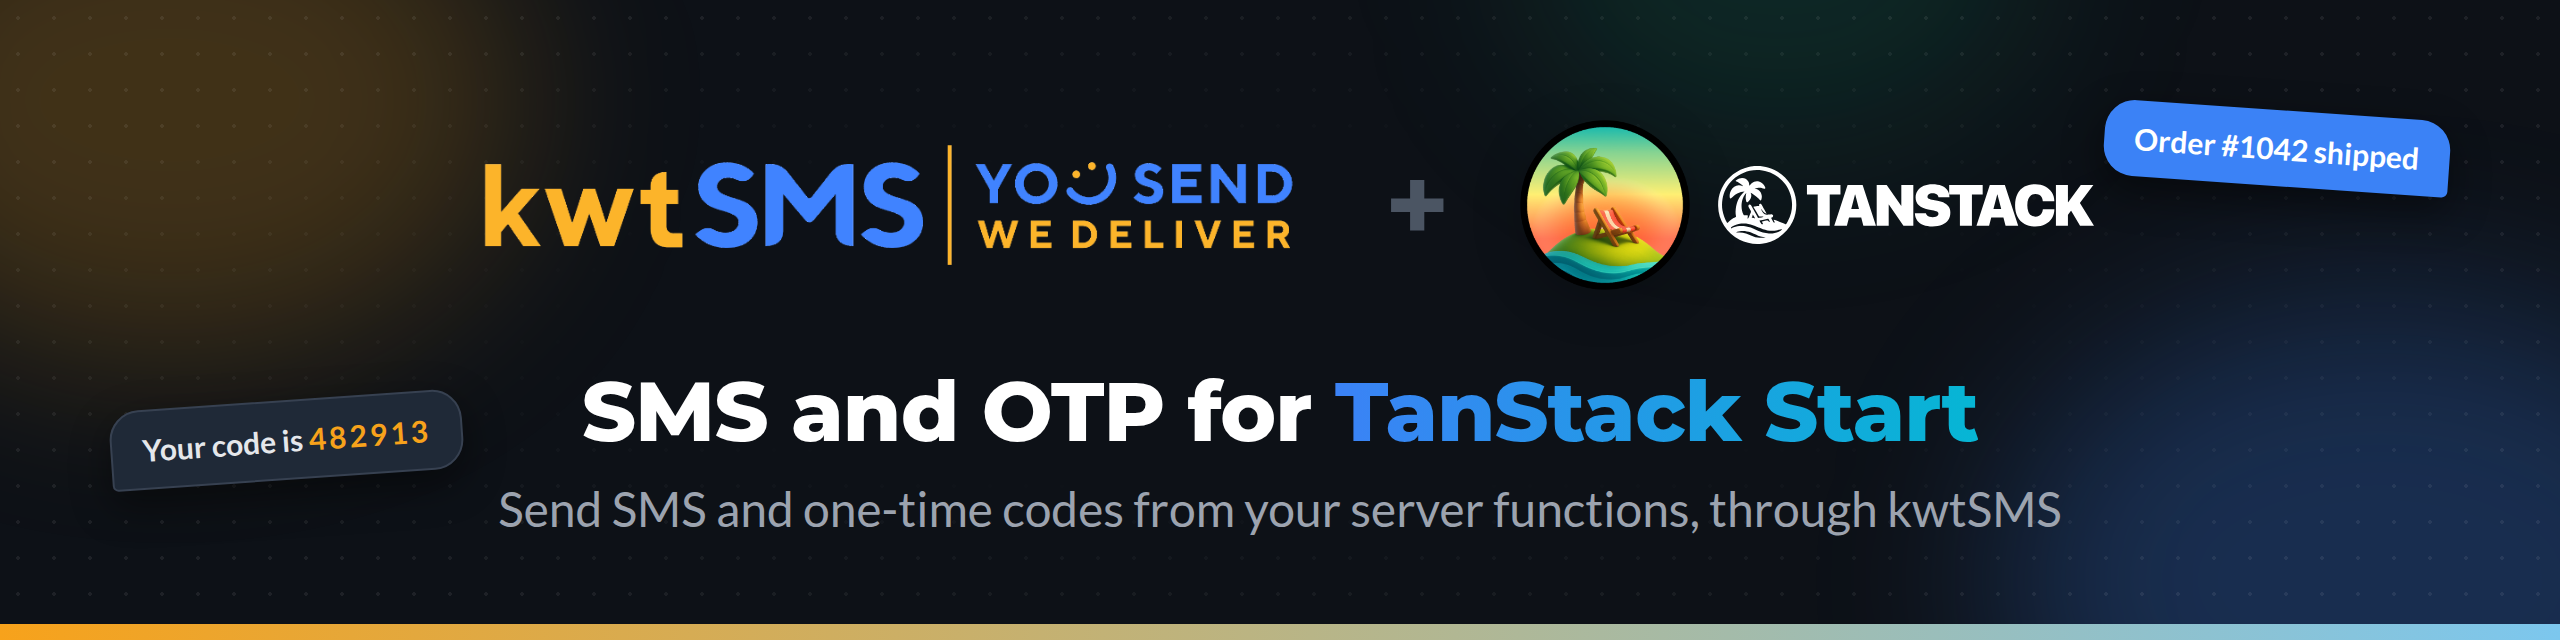 kwtSMS
YOU SEND
WE DELIVER
TANSTACK
Order #1042 shipped
SMS and OTP for TanStack Start
Your code is 482913
Send SMS and one-time codes from your server functions, through kwtSMS